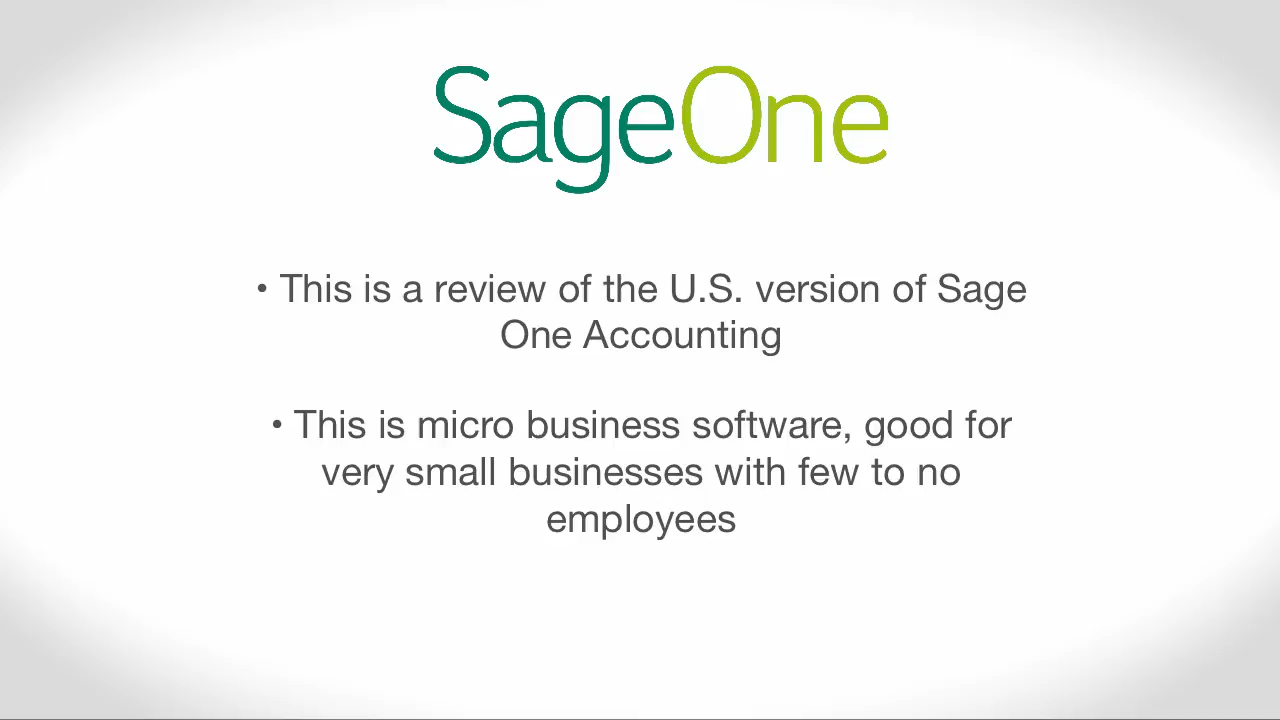 SageOne
• This is a review of the U.S. version of Sage
One Accounting
• This is micro business software, good for
very small businesses with few to no
employees